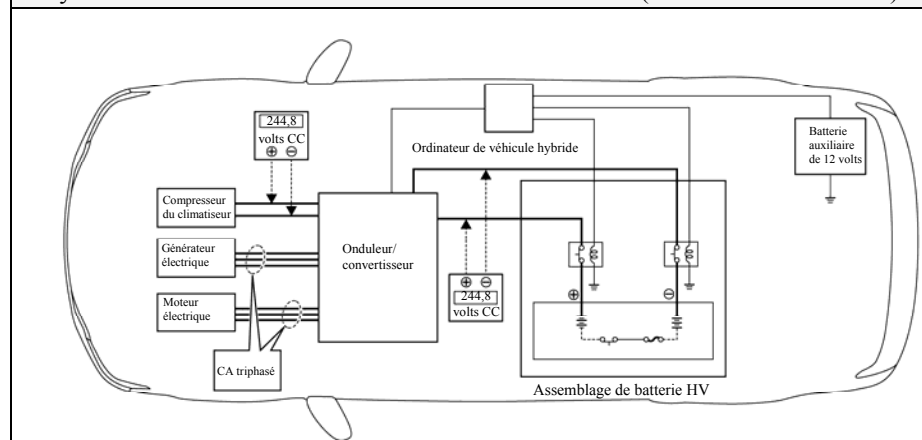 244,8
volts CC
⊕ ⊖
Ordinateur de véhicule hybride
Batterie
auxiliaire
de 12 volts
Compresseur
du climatiseur
Générateur
électrique
Moteur
électrique
Onduleur/
convertisseur
⊕ ⊖
244,8
volts CC
⊕ ⊖
CA triphasé
Assemblage de batterie HV